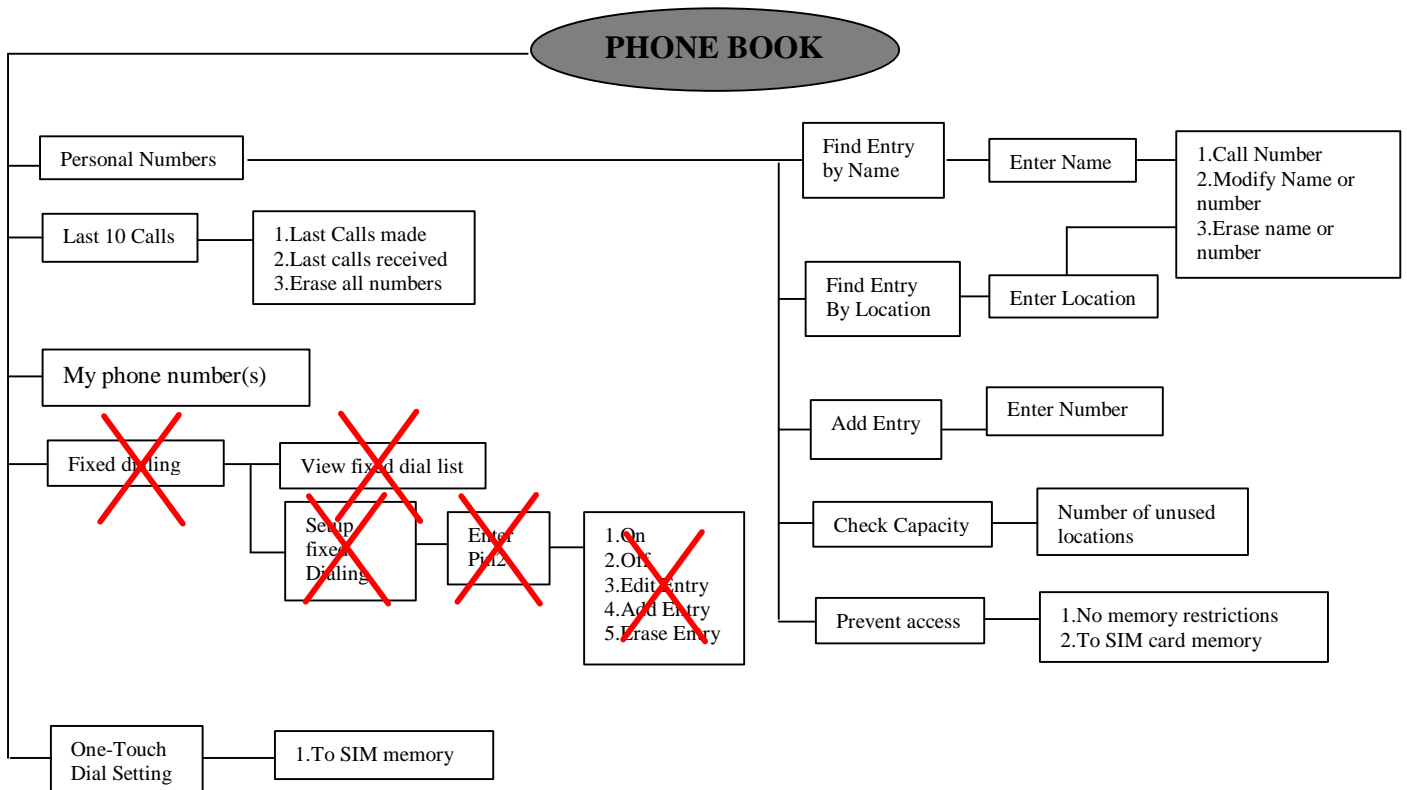 PHONE BOOK
Personal Numbers
Find Entry
by Name
Enter Name
1.Call Number
2.Modify Name or
number
3.Erase name or
number
Last 10 Calls
1.Last Calls made
2.Last calls received
3.Erase all numbers
Find Entry
By Location
Enter Location
My phone number(s)
Add Entry
Enter Number
Fixed dialing
View fixed dial list
Setup
fixed
Dialing
Enter
Pin2
1.On
2.Off
3.Edit Entry
4.Add Entry
5.Erase Entry
Check Capacity
Number of unused
locations
Prevent access
1.No memory restrictions
2.To SIM card memory
One-Touch
Dial Setting
1.To SIM memory